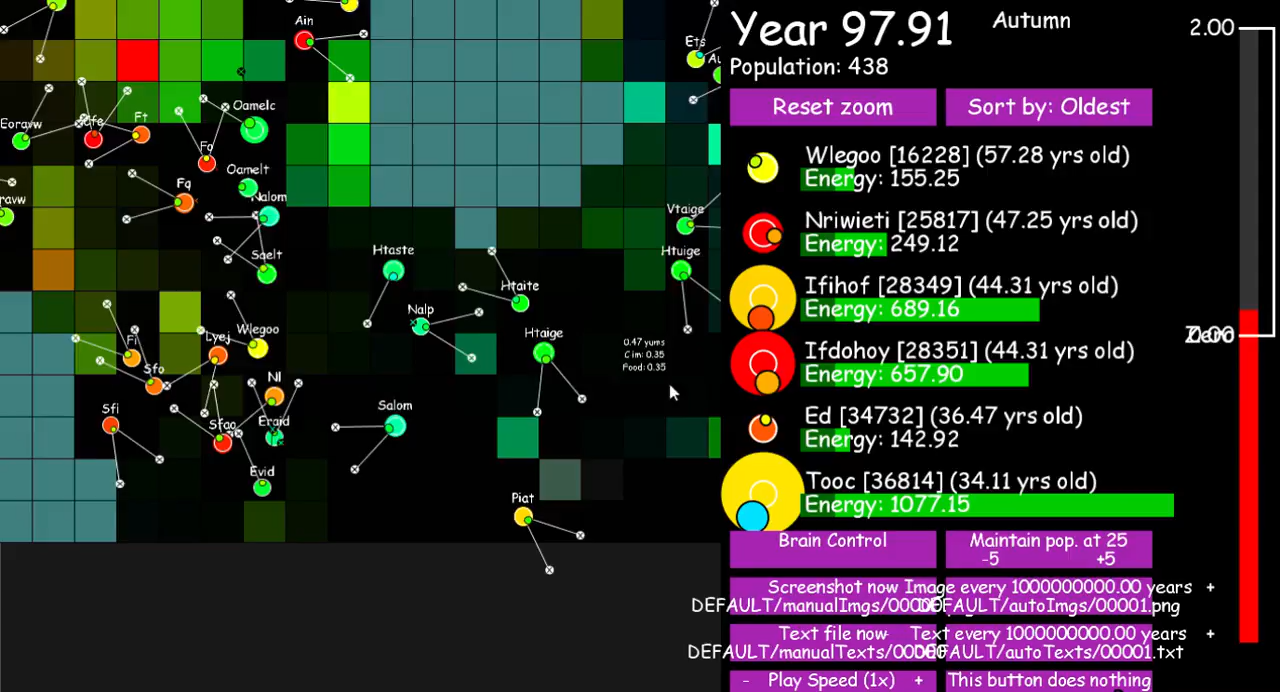 Year 97.91
Autumn
Population: 438
Reset zoom
Sort by: Oldest
2.00
Wlegoo [16228] (57.28 yrs old)
Energy: 155.25
Nriwieti [25817] (47.25 yrs old)
Energy: 249.12
Ifihof [28349] (44.31 yrs old)
Energy: 689.16
Zero
Ifdohoy [28351] (44.31 yrs old)
Energy: 657.90
Ed [34732] (36.47 yrs old)
Energy: 142.92
Tooc [36814] (34.11 yrs old)
Energy: 1077.15
Brain Control
Maintain pop. at 25
-5 +5
Screenshot now
Image every 1000000000.00 years +
DEFAULT/manualImgs/
DEFAULT/autoImgs/00001.png
Text file now
Text every 1000000000.00 years +
DEFAULT/manualTexts/
DEFAULT/autoTexts/00001.txt
- Play Speed (1x) +
This button does nothing
Ain
Ets
Oamelc
Eoravw
Ft
Fo
Oamelt
Fq
Nalom
ravw
Saelt
Vtaige
Htuige
Htaste
Htaite
Nalp
Wlegoo
Lyej
Fi
Sfo
Htaige
0.47 yums
Clim: 0.35
Food: 0.35
Nl
Sfi
Sfao
Eraid
Salom
Evid
Piat